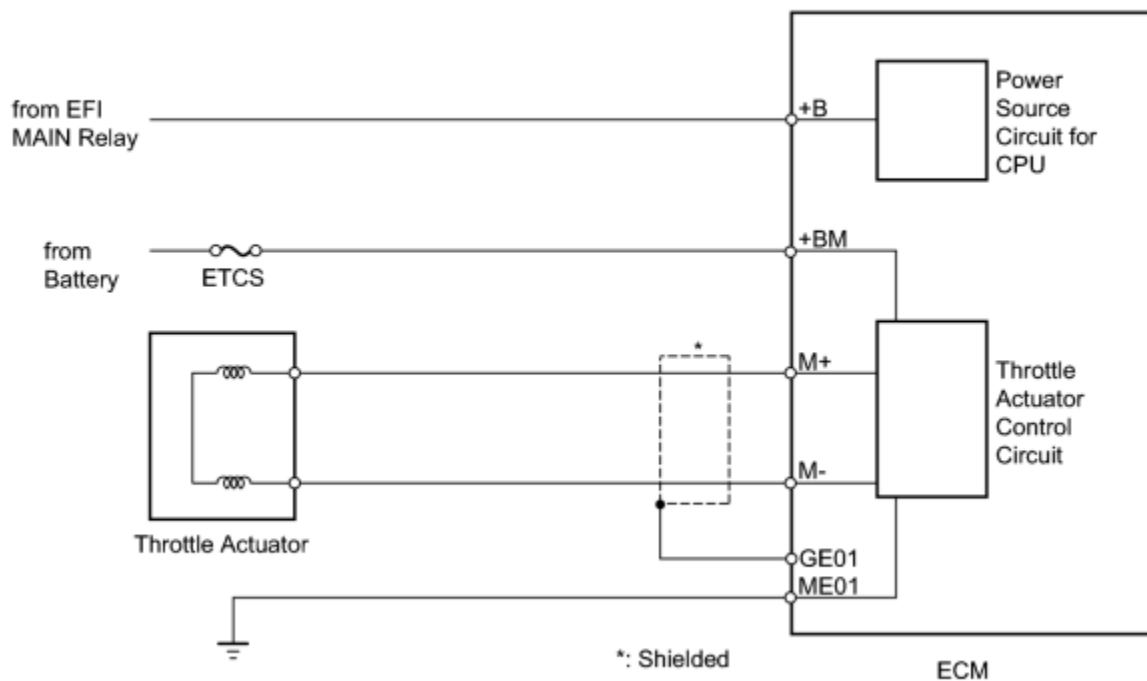 from EFI
MAIN Relay
+B
Power
Source
Circuit for
CPU
from
Battery
ETCS
+BM
*
M+
Throttle
Actuator
Control
Circuit
M-
Throttle Actuator
GE01
ME01
*: Shielded
ECM